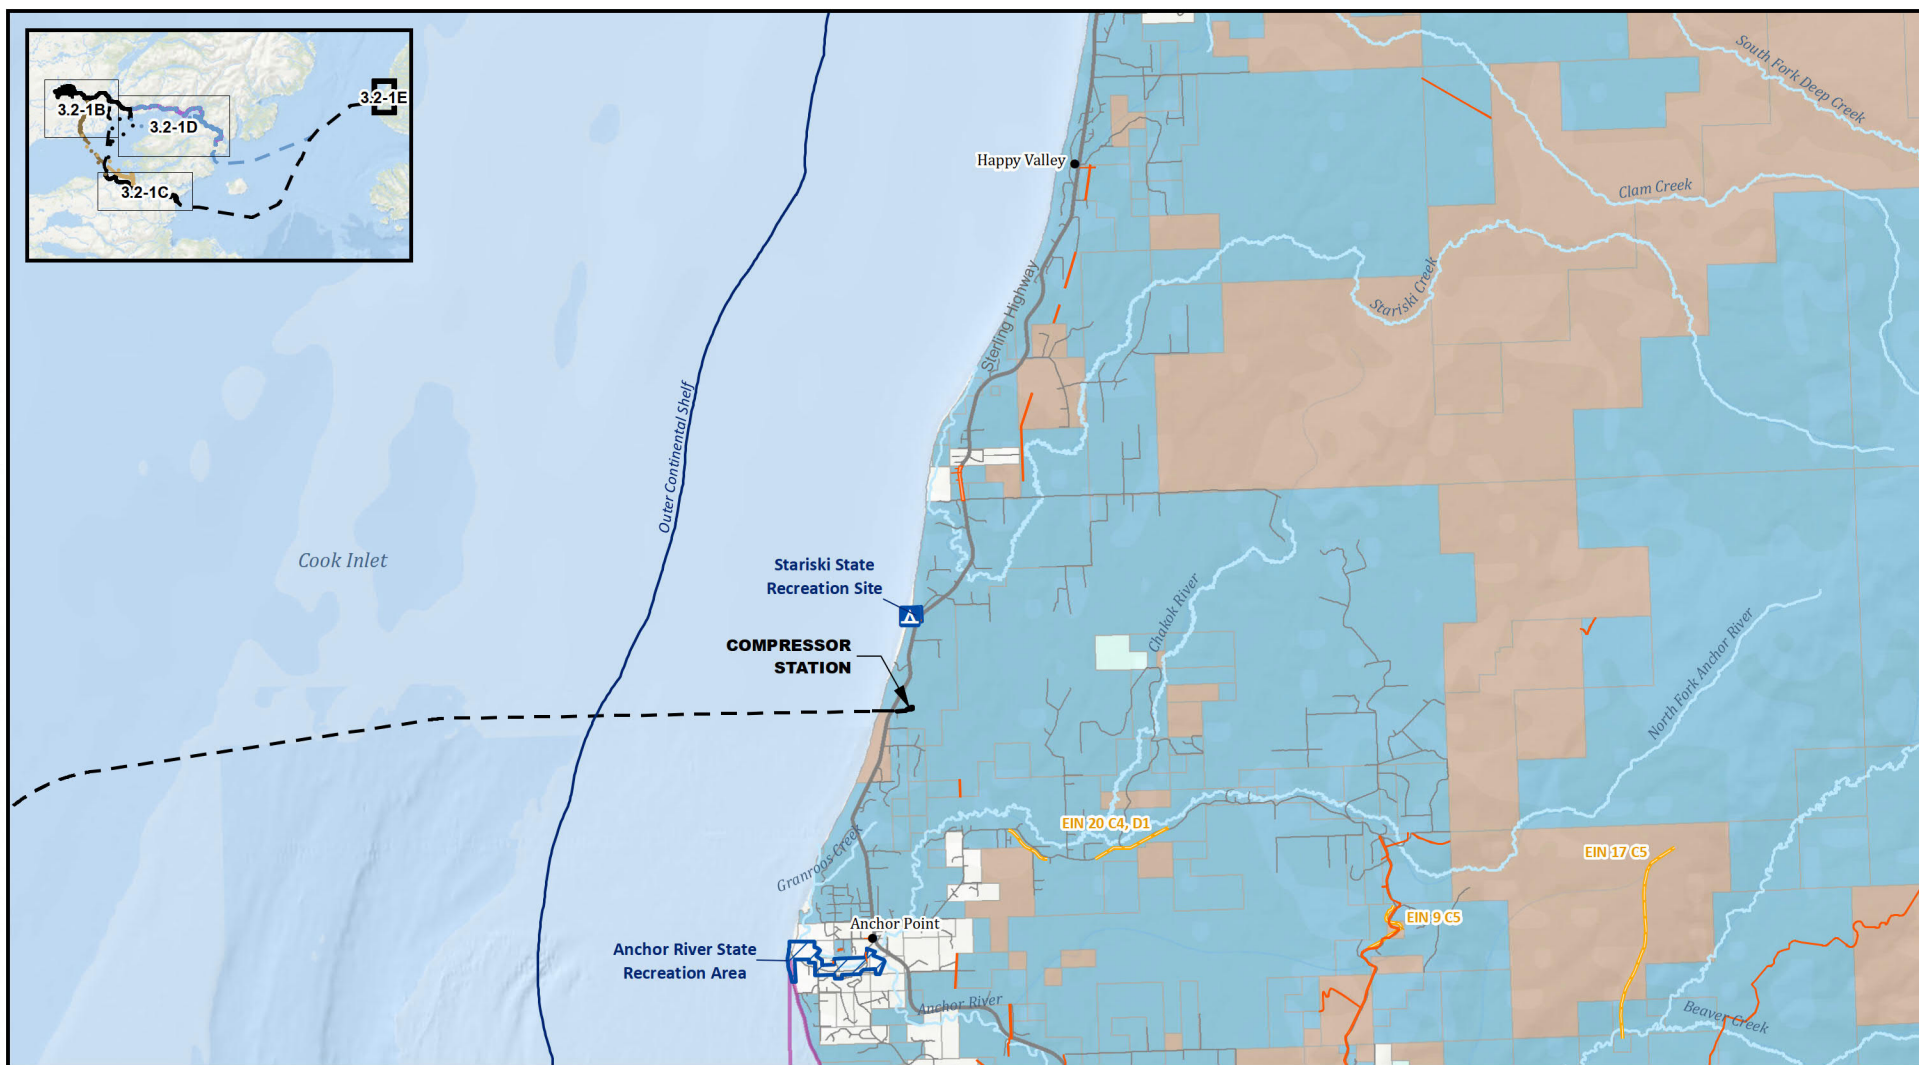 3.2-1E
3.2-1B
3.2-1D
3.2-1C
South Fork Deep Creek
Happy Valley
Clam Creek
Sterling Highway
Stariski Creek
Outer Continental Shelf
Cook Inlet
Stariski State
Recreation Site
Chakok River
North Fork Anchor River
COMPRESSOR
STATION
EIN 20 C4, D1
EIN 17 C5
Granroos Creek
EIN 9 C5
Anchor Point
Anchor River State
Recreation Area
Anchor River
Beaver Creek